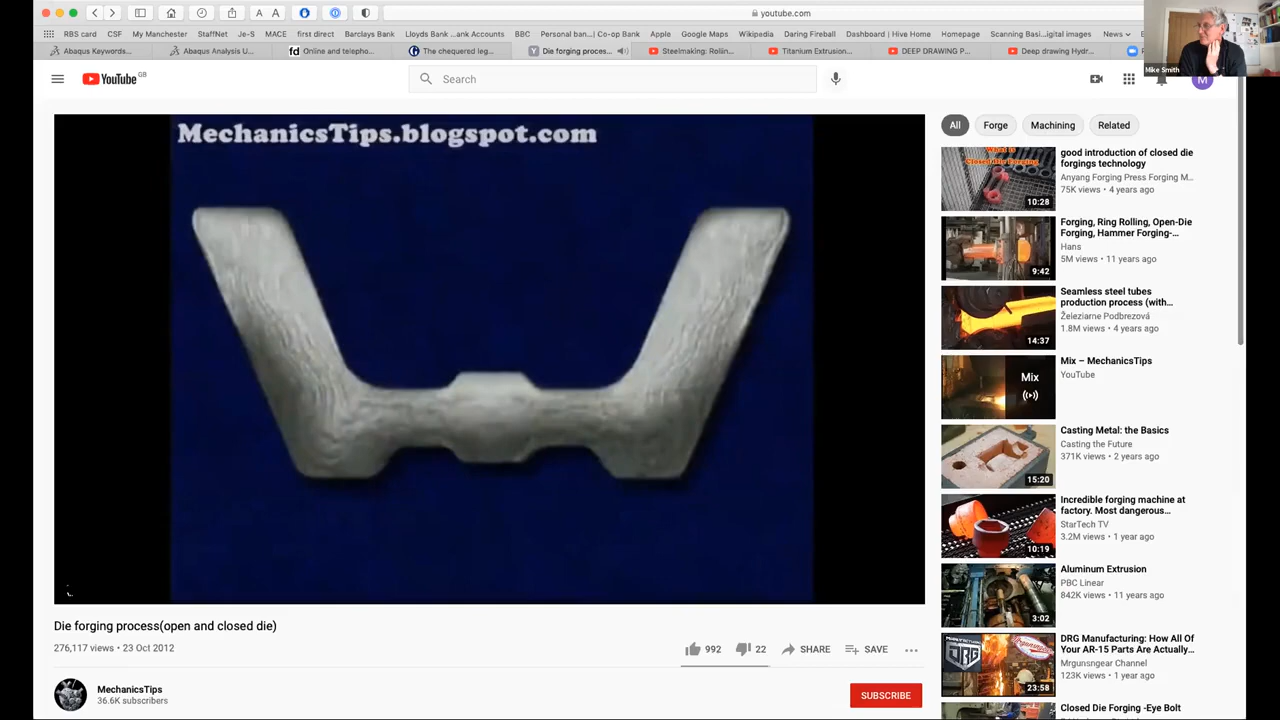 youtube.com
RBS card
CSF
My Manchester
StaffNet
Je-S
MACE
first direct
Barclays Bank
Lloyds Bank ...ank Accounts
BBC
Personal ban...| Co-op Bank
Apple
Google Maps
Wikipedia
Daring Fireball
Dashboard | Hive Home
Homepage
Scanning Basi...igital images
News
Abaqus Keywords...
Abaqus Analysis U...
fd Online and telepho...
The chequered leg...
Die forging proces...
Steelmaking: Rollin...
Titanium Extrusion...
DEEP DRAWING P...
Deep drawing Hydr...
Mike Smith
YouTube GB
Search
M
MechanicsTips.blogspot.com
Die forging process(open and closed die)
276,117 views • 23 Oct 2012
992
22
SHARE
SAVE
MechanicsTips
36.6K subscribers
SUBSCRIBE
All
Forge
Machining
Related
What is
Closed Die Forging
10:28
good introduction of closed die
forgings technology
Anyang Forging Press Forging M...
75K views • 4 years ago
9:42
Forging, Ring Rolling, Open-Die
Forging, Hammer Forging-...
Hans
5M views • 11 years ago
14:37
Seamless steel tubes
production process (with...
Železiarne Podbrezová
1.8M views • 4 years ago
Mix
Mix – MechanicsTips
YouTube
15:20
Casting Metal: the Basics
Casting the Future
371K views • 2 years ago
10:19
Incredible forging machine at
factory. Most dangerous...
StarTech TV
3.2M views • 1 year ago
3:02
Aluminum Extrusion
PBC Linear
842K views • 11 years ago
MANUFACTURING
DRG
23:58
DRG Manufacturing: How All Of
Your AR-15 Parts Are Actually...
Mrgunsngear Channel
123K views • 1 year ago
Closed Die Forging -Eye Bolt